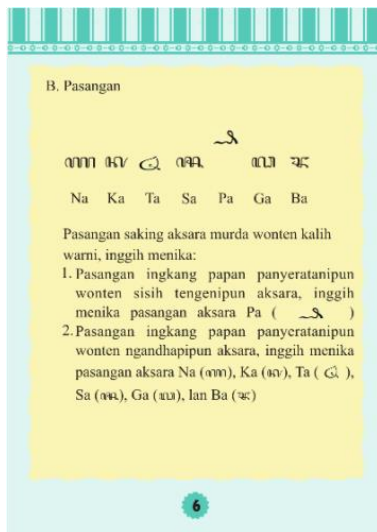 B. Pasangan
Na Ka Ta Sa Pa Ga Ba
Pasangan saking aksara murda wonten kalih
warni, inggih menika:
1. Pasangan ingkang papan panyeratanipun
wonten sisih tengenipun aksara, inggih
menika pasangan aksara Pa ( )
2. Pasangan ingkang papan panyeratanipun
wonten ngandhapipun aksara, inggih menika
pasangan aksara Na ( ), Ka ( ), Ta ( ),
Sa ( ), Ga ( ), lan Ba ( )
6